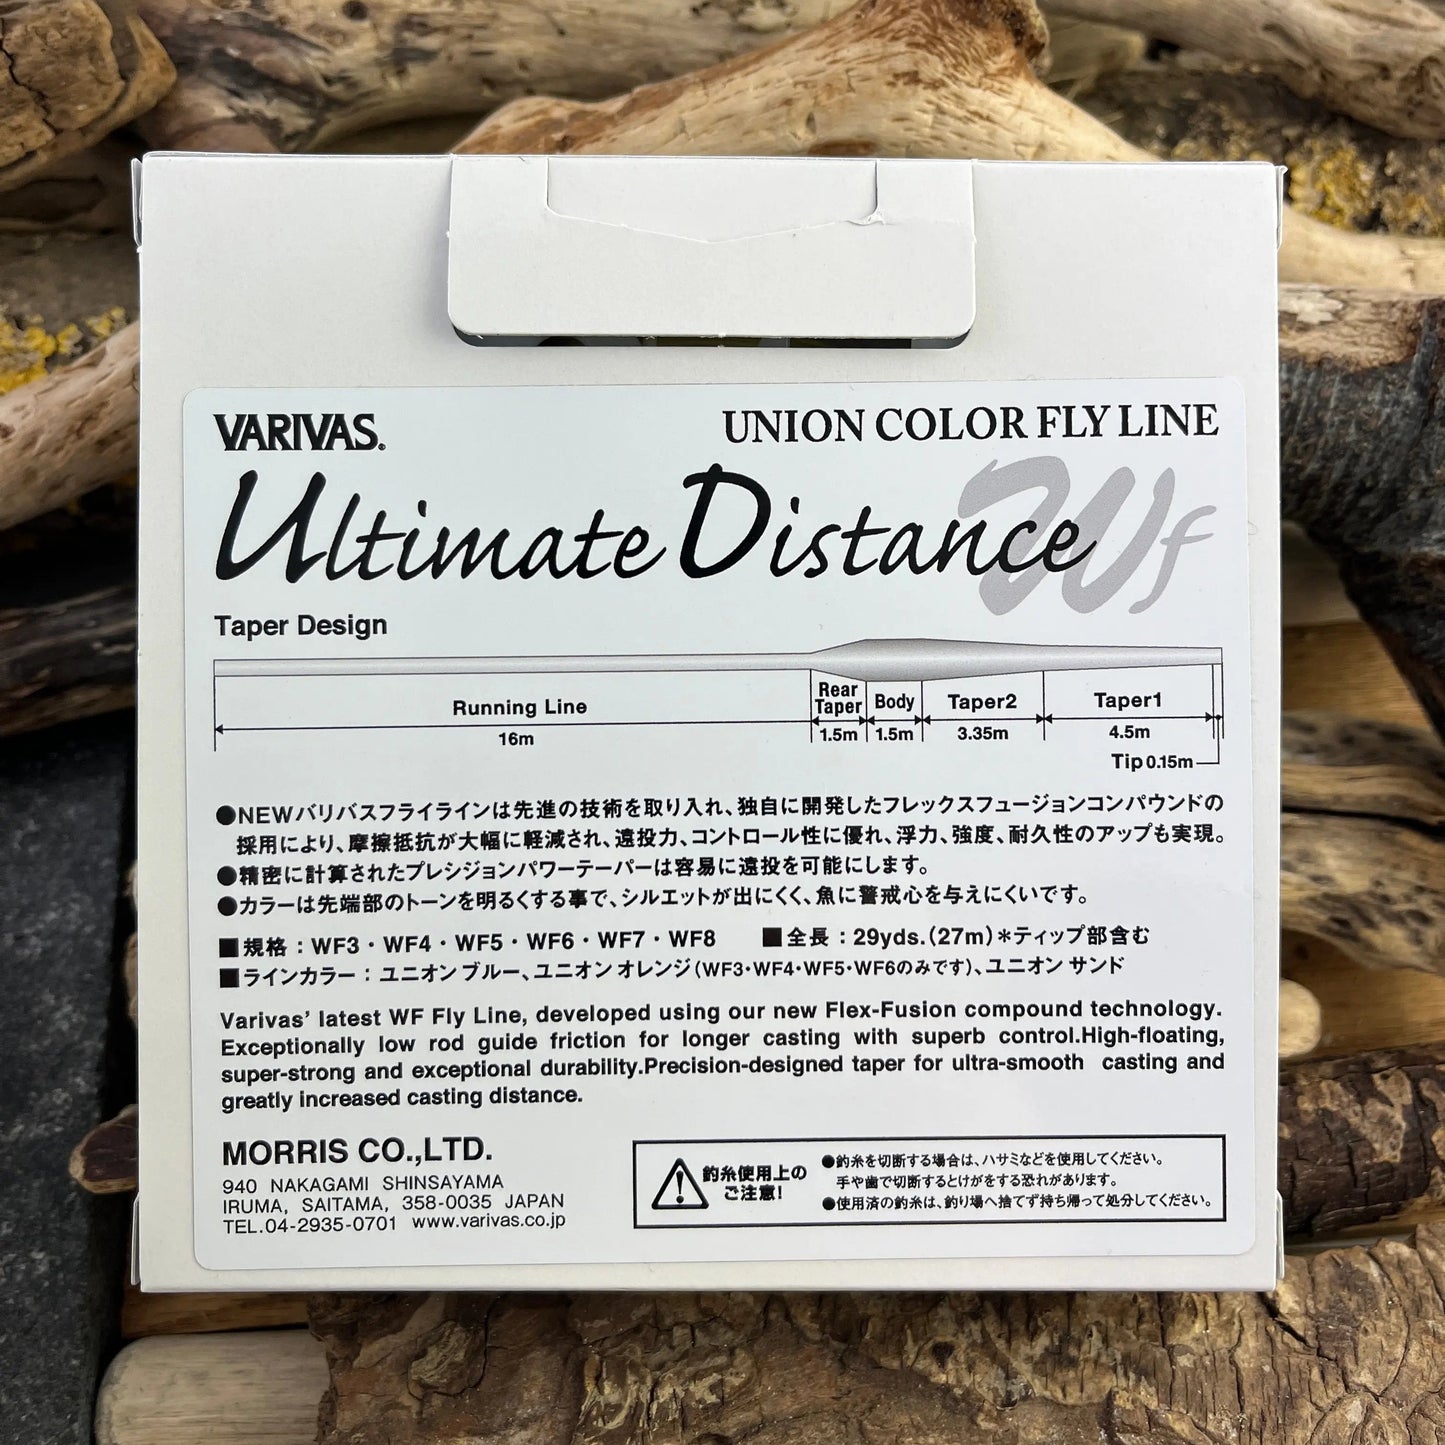 VARIVAS®
UNION COLOR FLY LINE
Ultimate Distance Wf
Taper Design
Running Line
16m
Rear Taper
1.5m
Body
1.5m
Taper2
3.35m
Taper1
4.5m
Tip 0.15m
●NEWバリバスフライラインは先進の技術を取り入れ、独自に開発したフレックスフュージョンコンパウンドの
採用により、摩擦抵抗が大幅に軽減され、遠投力、コントロール性に優れ、浮力、強度、耐久性のアップも実現。
●精密に計算されたプレシジョンパワーテーパーは容易に遠投を可能にします。
●カラーは先端部のトーンを明るくする事で、シルエットが出にくく、魚に警戒心を与えにくいです。
■規格：WF3・WF4・WF5・WF6・WF7・WF8 ■全長：29yds.(27m)＊ティップ部含む
■ラインカラー：ユニオン ブルー、ユニオン オレンジ(WF3・WF4・WF5・WF6のみです)、ユニオン サンド
Varivas' latest WF Fly Line, developed using our new Flex-Fusion compound technology.
Exceptionally low rod guide friction for longer casting with superb control.High-floating,
super-strong and exceptional durability.Precision-designed taper for ultra-smooth casting and
greatly increased casting distance.
MORRIS CO.,LTD.
940 NAKAGAMI SHINSAYAMA
IRUMA, SAITAMA, 358-0035 JAPAN
TEL.04-2935-0701 www.varivas.co.jp
釣糸使用上の
ご注意!
●釣糸を切断する場合は、ハサミなどを使用してください。
手や歯で切断するとけがをする恐れがあります。
●使用済の釣糸は、釣り場へ捨てず持ち帰って処分してください。